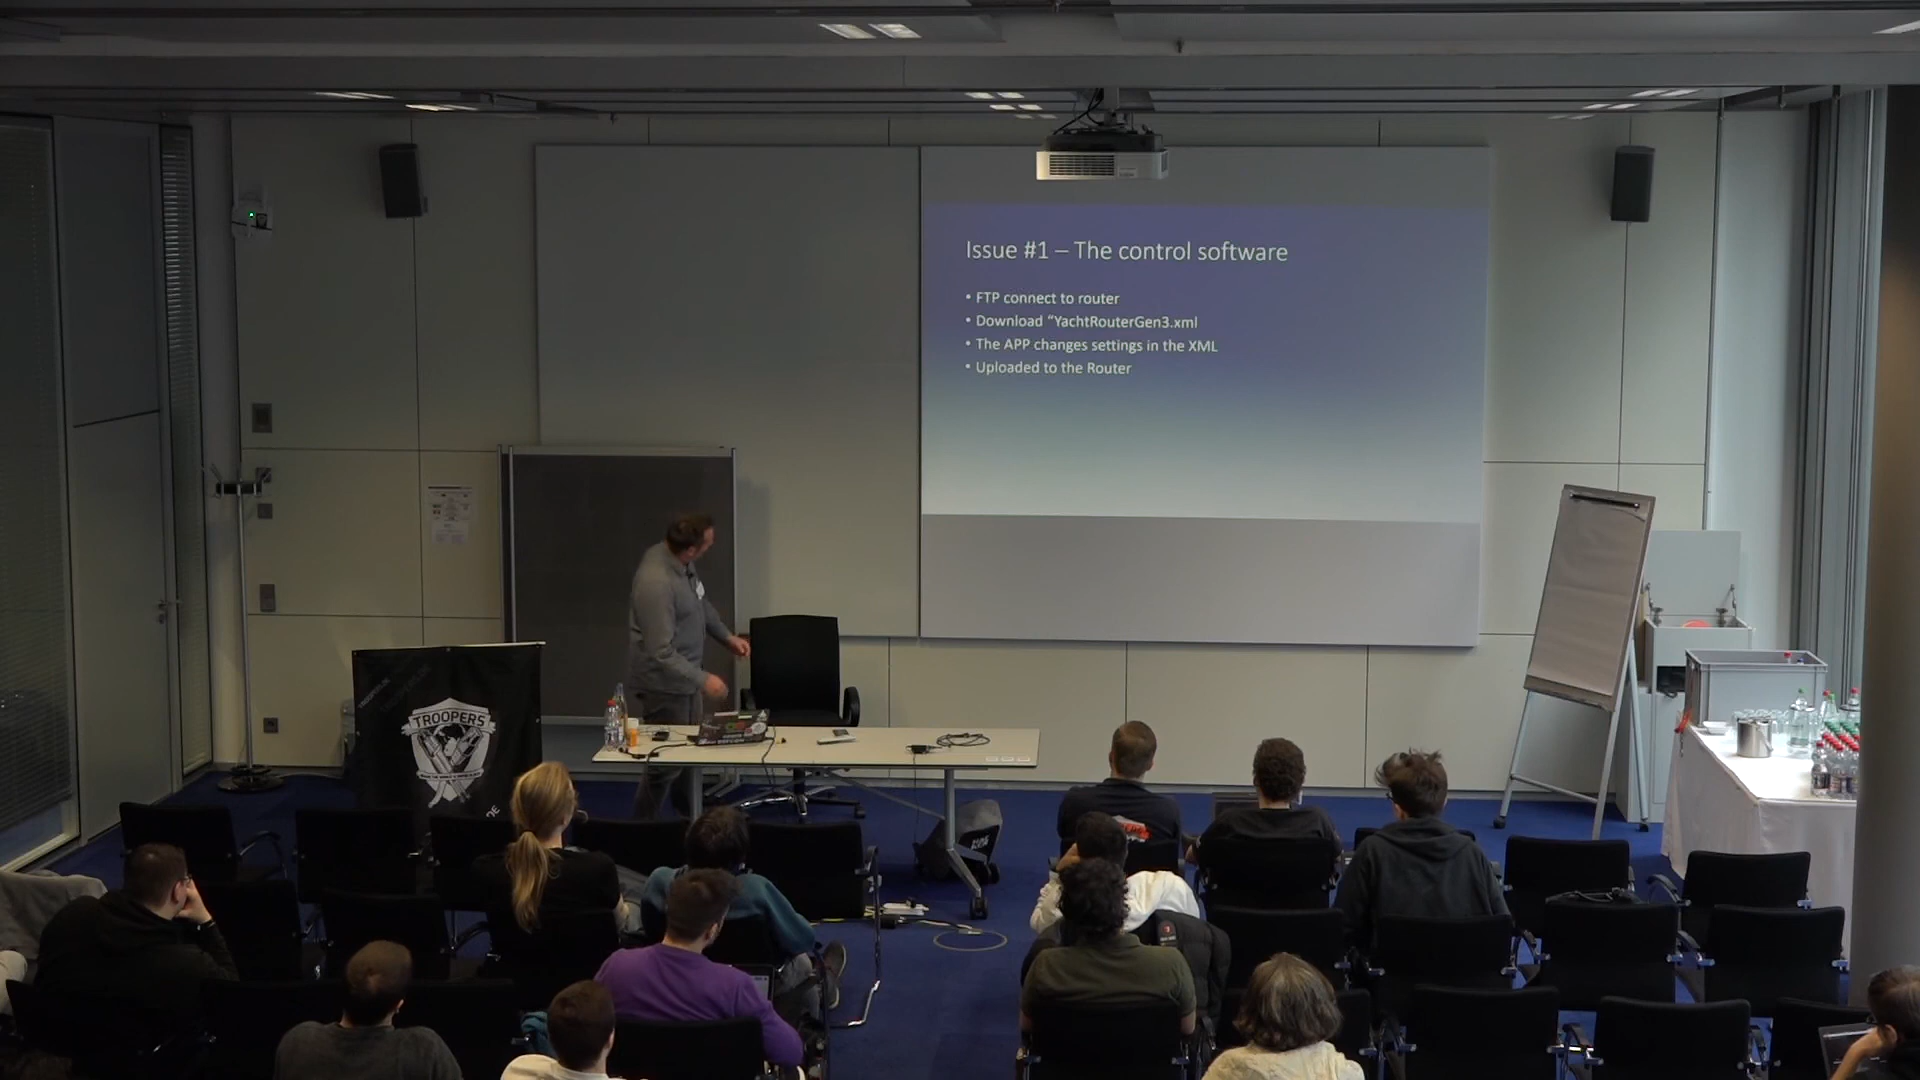 Issue #1 – The control software
• FTP connect to router
• Download “YachtRouterGen3.xml
• The APP changes settings in the XML
• Uploaded to the Router
TROOPERS